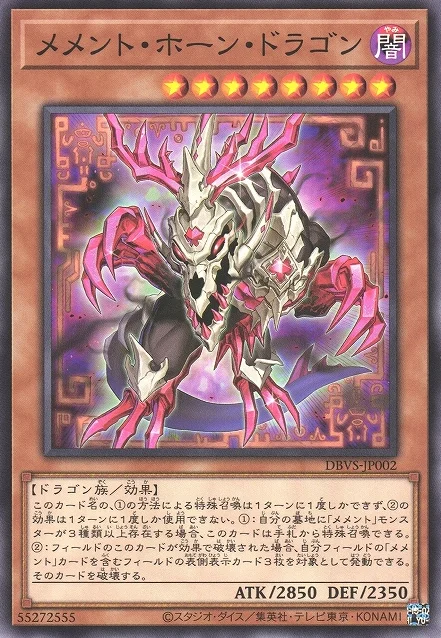 メメント・ホーン・ドラゴン
闇
DBVS-JP002
【ドラゴン族／効果】
このカード名の、①の方法による特殊召喚は１ターンに１度しかできず、②の
効果は１ターンに１度しか使用できない。①：自分の墓地に「メメント」モンス
ターが３種類以上存在する場合、このカードは手札から特殊召喚できる。
②：フィールドのこのカードが効果で破壊された場合、自分フィールドの「メメ
ント」カードを含むフィールドの表側表示カード３枚を対象として発動できる。
そのカードを破壊する。
ATK/2850 DEF/2350
55272555 ©スタジオ・ダイス／集英社・テレビ東京・KONAMI